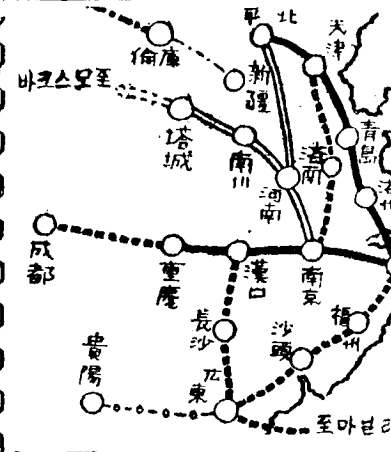 平北
天津
倫庫
新疆
바크스모至
塔城
青島
濟南
河南
成都
重慶
漢口
南京
長沙
沙頭
福州
貴陽
広東
至마닐라